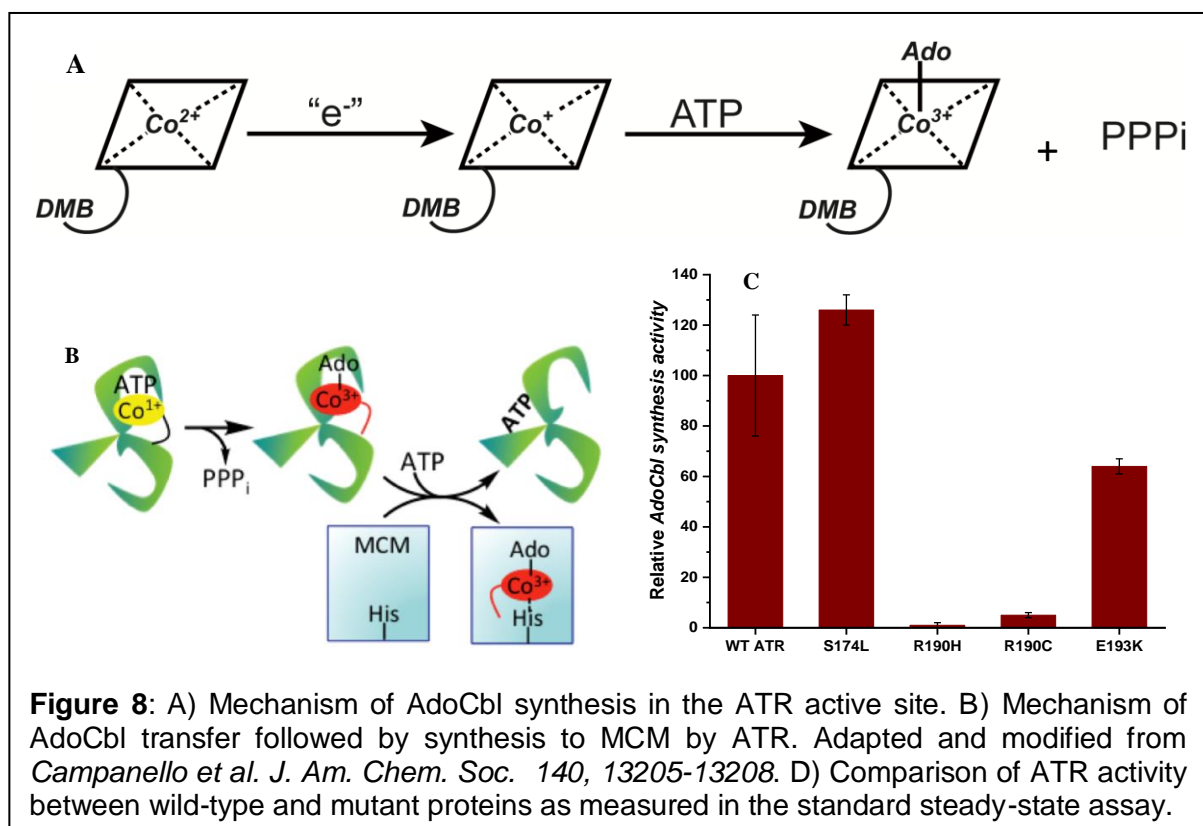 A
Co2+
DMB
"e-"
Co+
DMB
ATP
Ado
Co3+
DMB
+
PPPi
B
ATP
Co1+
PPPi
Ado
Co3+
ATP
ATP
MCM
His
Ado
Co3+
His
C
Relative AdoCbl synthesis activity
140
120
100
80
60
40
20
0
WT ATR S174L R190H R190C E193K
Figure 8: A) Mechanism of AdoCbl synthesis in the ATR active site. B) Mechanism of
AdoCbl transfer followed by synthesis to MCM by ATR. Adapted and modified from
Campanello et al. J. Am. Chem. Soc. 140, 13205-13208. D) Comparison of ATR activity
between wild-type and mutant proteins as measured in the standard steady-state assay.